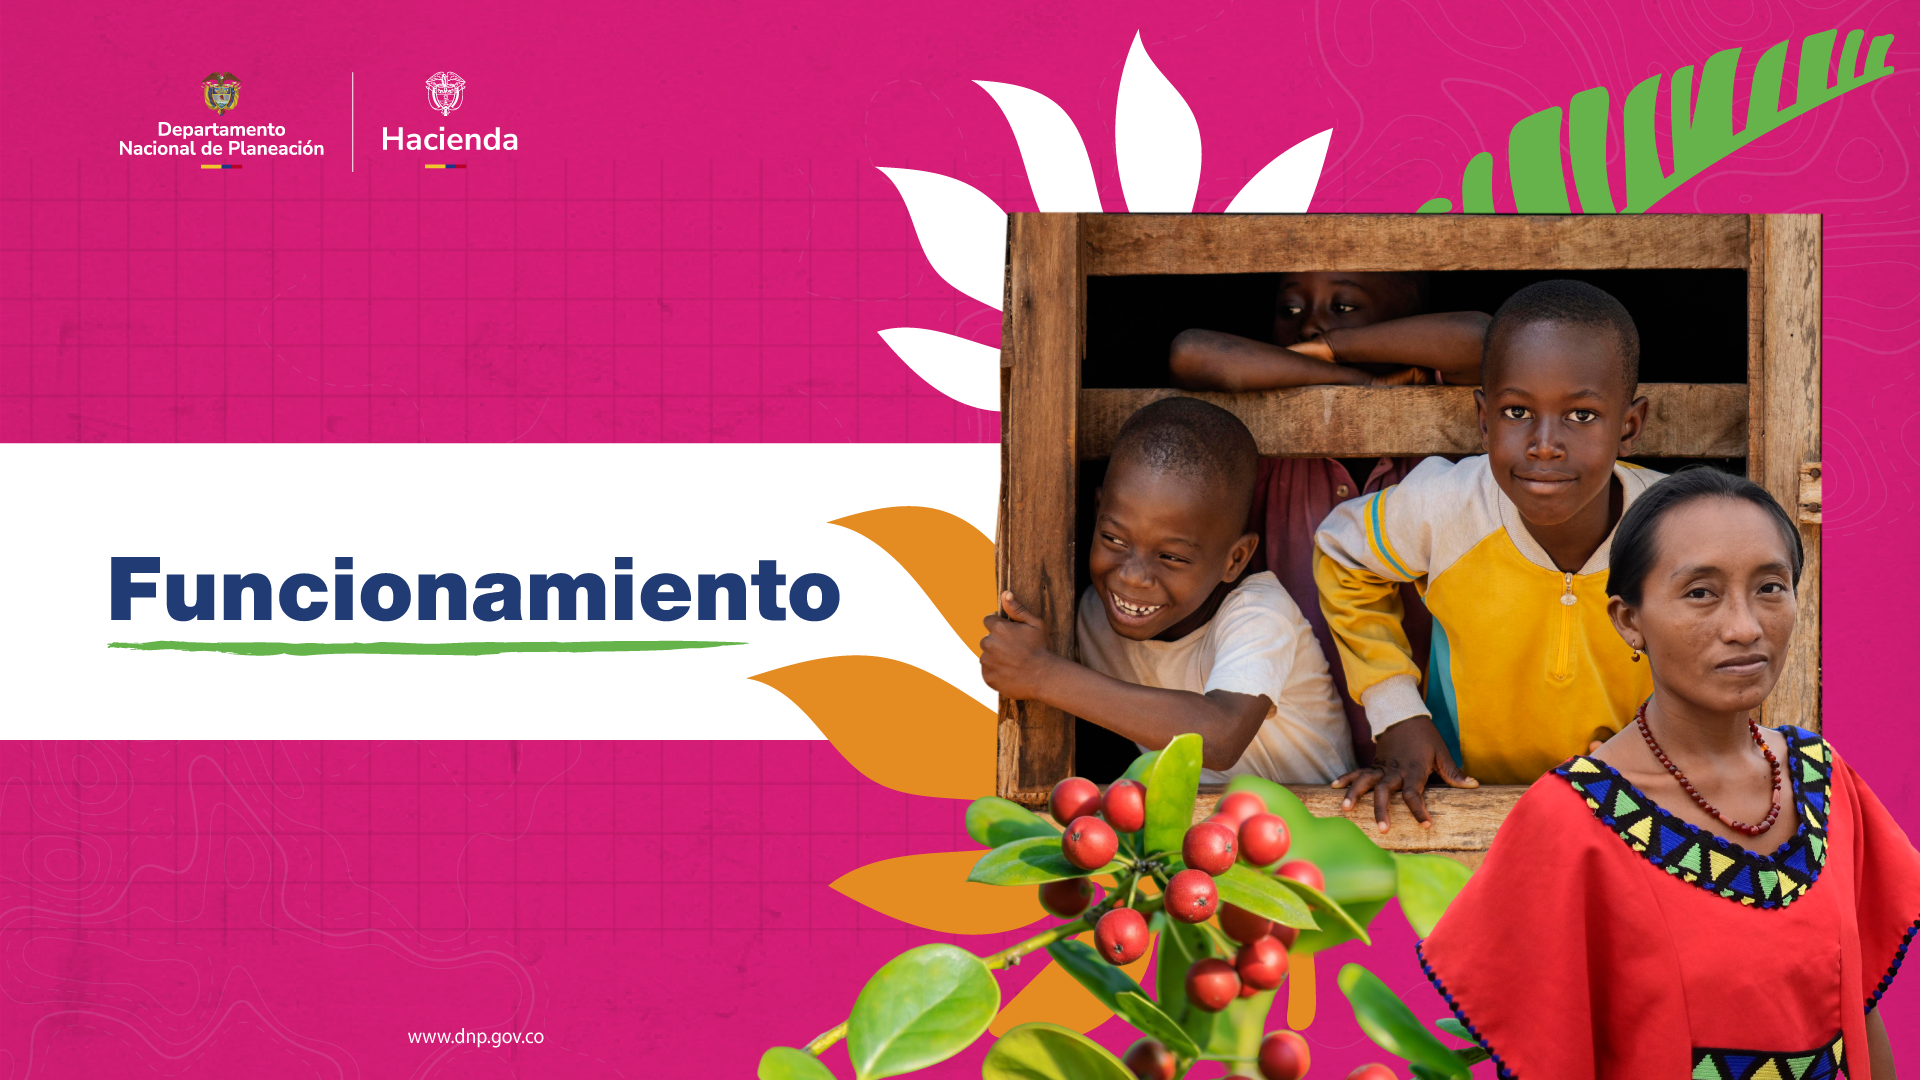 Departamento
Nacional de Planeación
Hacienda
Funcionamiento
www.dnp.gov.co